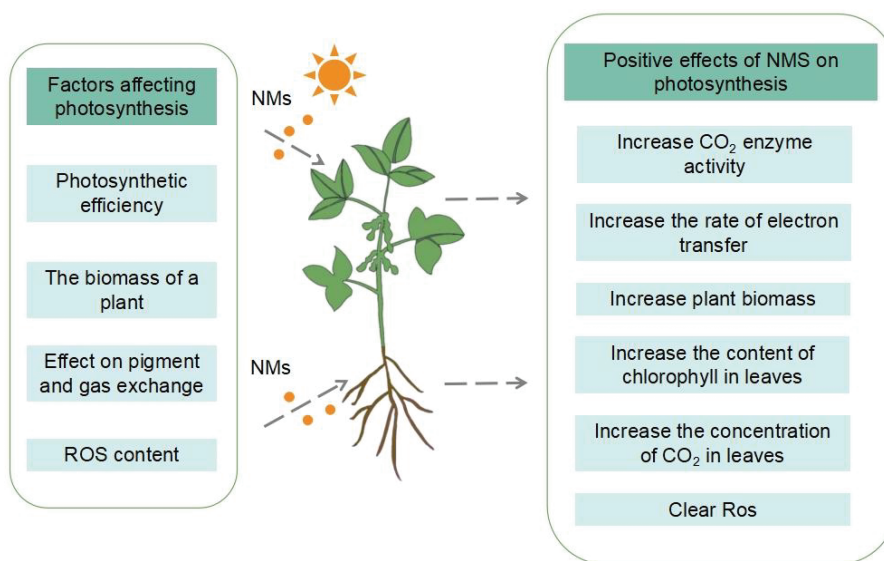 Factors affecting
photosynthesis
Photosynthetic
efficiency
The biomass of a
plant
Effect on pigment
and gas exchange
ROS content
NMs
NMs
Positive effects of NMS on
photosynthesis
Increase CO₂ enzyme
activity
Increase the rate of electron
transfer
Increase plant biomass
Increase the content of
chlorophyll in leaves
Increase the concentration
of CO₂ in leaves
Clear Ros